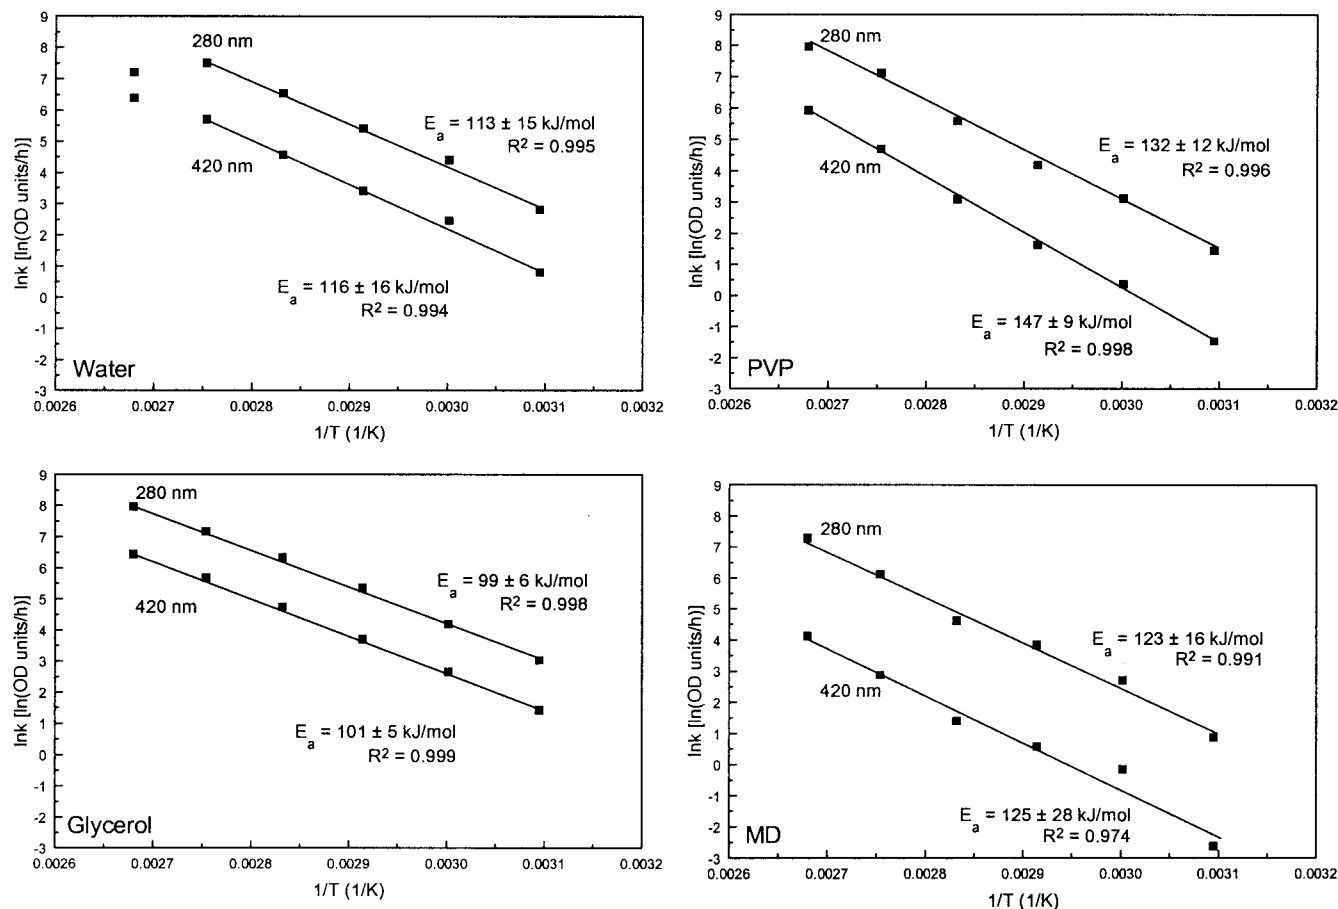 9
8
7
6
5
4
3
2
1
0
-1
-2
-3
lnk [ln(OD units/h)]
280 nm
420 nm
Ea = 113 ± 15 kJ/mol
R² = 0.995
Ea = 116 ± 16 kJ/mol
R² = 0.994
Water
0.0026 0.0027 0.0028 0.0029 0.0030 0.0031 0.0032
1/T (1/K)
9
8
7
6
5
4
3
2
1
0
-1
-2
-3
lnk [ln(OD units/h)]
280 nm
420 nm
Ea = 132 ± 12 kJ/mol
R² = 0.996
Ea = 147 ± 9 kJ/mol
R² = 0.998
PVP
0.0026 0.0027 0.0028 0.0029 0.0030 0.0031 0.0032
1/T (1/K)
9
8
7
6
5
4
3
2
1
0
-1
-2
-3
lnk [ln(OD units/h)]
280 nm
420 nm
Ea = 99 ± 6 kJ/mol
R² = 0.998
Ea = 101 ± 5 kJ/mol
R² = 0.999
Glycerol
0.0026 0.0027 0.0028 0.0029 0.0030 0.0031 0.0032
1/T (1/K)
9
8
7
6
5
4
3
2
1
0
-1
-2
-3
lnk [ln(OD units/h)]
280 nm
420 nm
Ea = 123 ± 16 kJ/mol
R² = 0.991
Ea = 125 ± 28 kJ/mol
R² = 0.974
MD
0.0026 0.0027 0.0028 0.0029 0.0030 0.0031 0.0032
1/T (1/K)